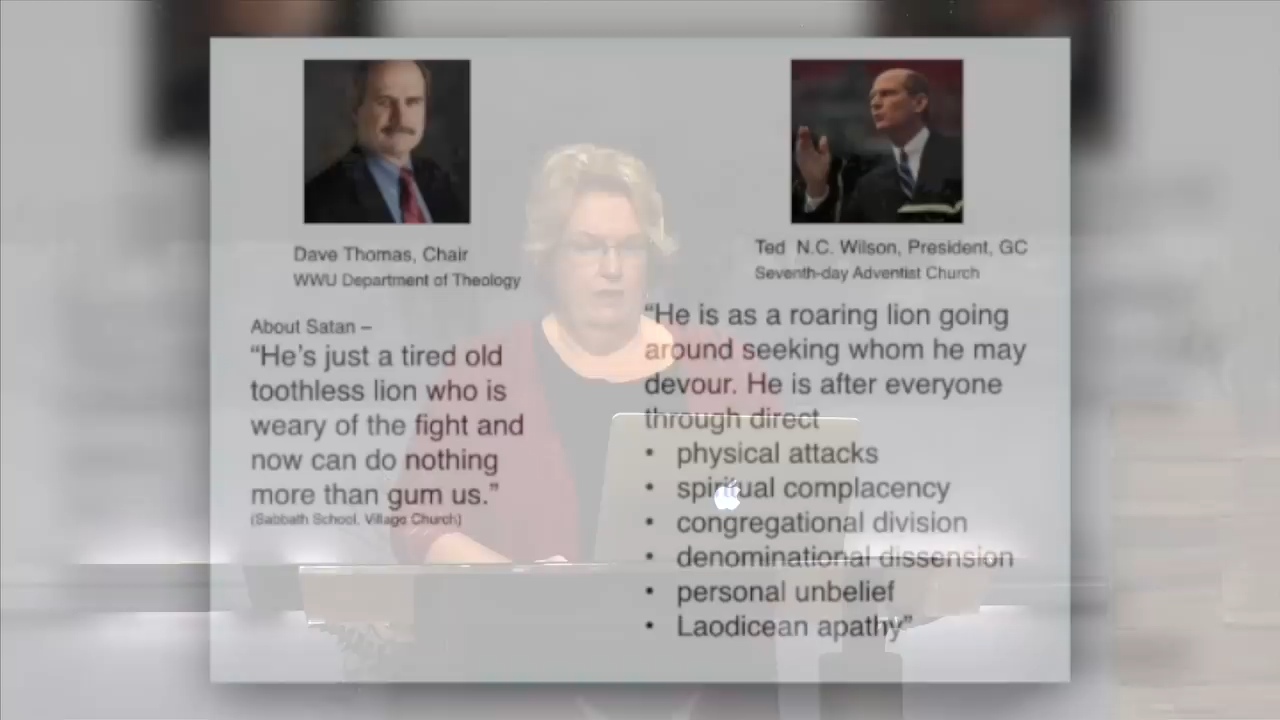 Dave Thomas, Chair
WWU Department of Theology
About Satan –
“He’s just a tired old
toothless lion who is
weary of the fight and
now can do nothing
more than gum us.”
(Sabbath School, Village Church)
Ted N.C. Wilson, President, GC
Seventh-day Adventist Church
“He is as a roaring lion going
around seeking whom he may
devour. He is after everyone
through direct
• physical attacks
• spiritual complacency
• congregational division
• denominational dissension
• personal unbelief
• Laodicean apathy”